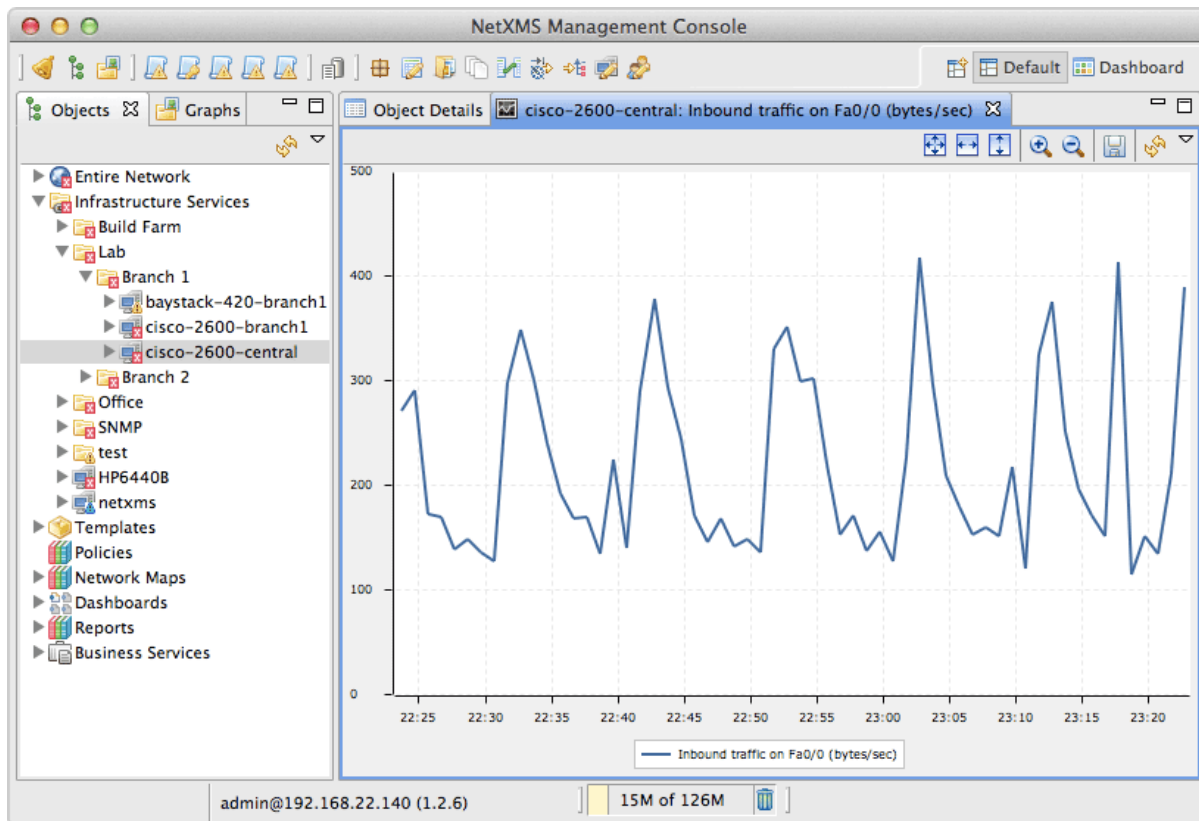 NetXMS Management Console
Default Dashboard
Objects Graphs
Object Details cisco-2600-central: Inbound traffic on Fa0/0 (bytes/sec)
Entire Network
Infrastructure Services
Build Farm
Lab
Branch 1
baystack-420-branch1
cisco-2600-branch1
cisco-2600-central
Branch 2
Office
SNMP
test
HP6440B
netxms
Templates
Policies
Network Maps
Dashboards
Reports
Business Services
500
400
300
200
100
0
22:25 22:30 22:35 22:40 22:45 22:50 22:55 23:00 23:05 23:10 23:15 23:20
Inbound traffic on Fa0/0 (bytes/sec)
admin@192.168.22.140 (1.2.6) 15M of 126M